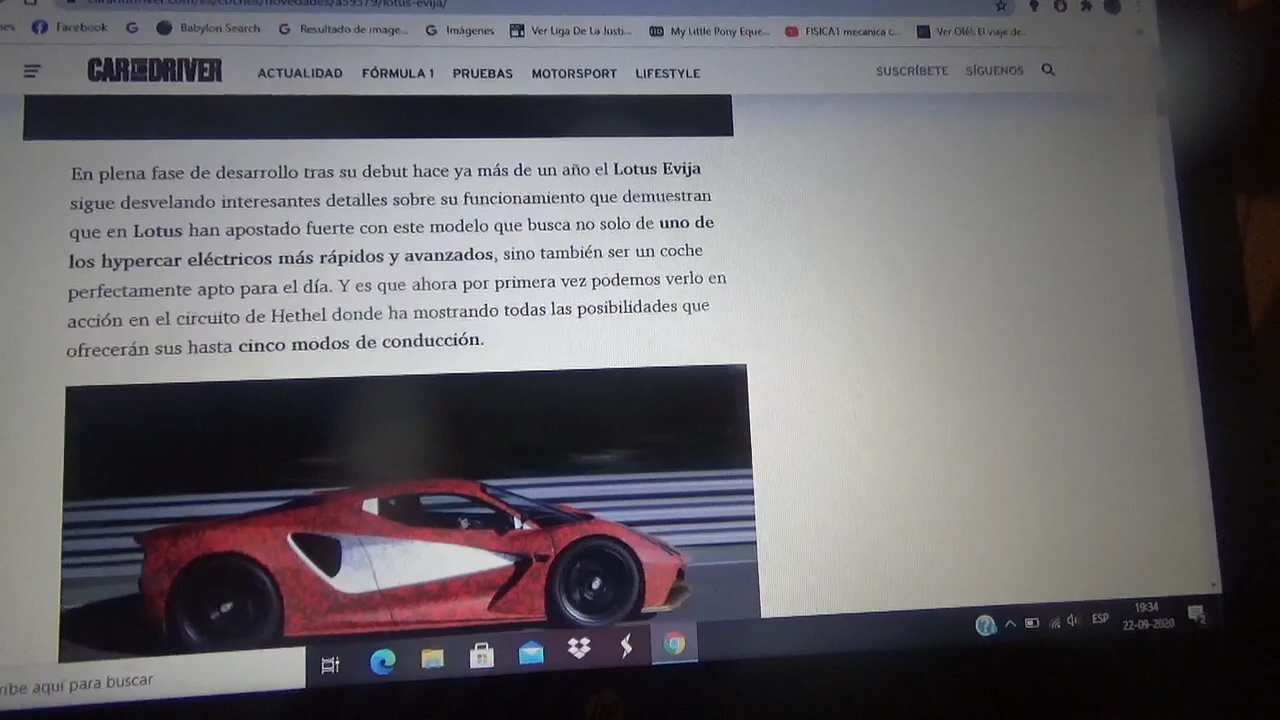 Facebook
Babylon Search
Resultado de image...
Imágenes
Ver Liga De La Justi...
My Little Pony Eque...
FISICA1 mecanica c...
Ver Olé!: El viaje de...
CAR AND DRIVER
ACTUALIDAD
FÓRMULA 1
PRUEBAS
MOTORSPORT
LIFESTYLE
SUSCRÍBETE
SÍGUENOS
En plena fase de desarrollo tras su debut hace ya más de un año el Lotus Evija
sigue desvelando interesantes detalles sobre su funcionamiento que demuestran
que en Lotus han apostado fuerte con este modelo que busca no solo de uno de
los hypercar eléctricos más rápidos y avanzados, sino también ser un coche
perfectamente apto para el día. Y es que ahora por primera vez podemos verlo en
acción en el circuito de Hethel donde ha mostrando todas las posibilidades que
ofrecerán sus hasta cinco modos de conducción.
ESP
19:34
22-09-2020
2
ribe aquí para buscar
hp